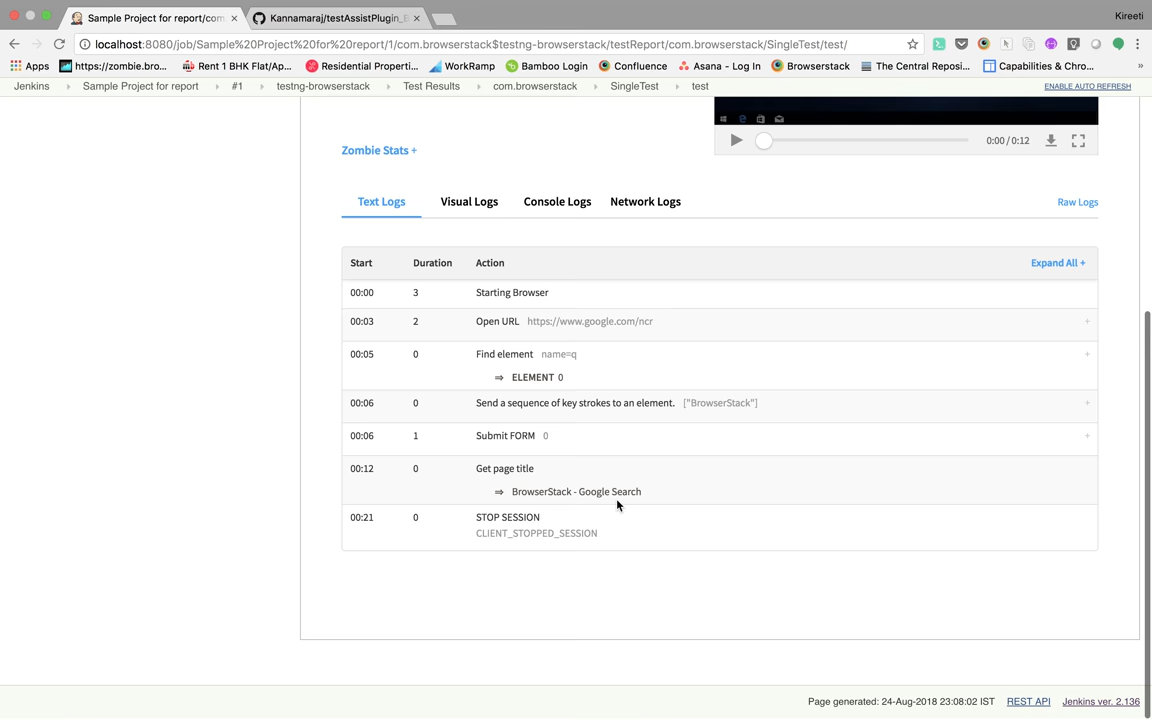 Sample Project for report/com.
Kannamaraj/testAssistPlugin_B
Kireeti
localhost:8080/job/Sample%20Project%20for%20report/1/com.browserstack$testng-browserstack/testReport/com.browserstack/SingleTest/test/
Apps https://zombie.bro... Rent 1 BHK Flat/Ap... Residential Properti... WorkRamp Bamboo Login Confluence Asana - Log In Browserstack The Central Reposi... Capabilities & Chro... »
Jenkins Sample Project for report #1 testng-browserstack Test Results com.browserstack SingleTest test ENABLE AUTO REFRESH
0:00 / 0:12
Zombie Stats +
Text Logs Visual Logs Console Logs Network Logs Raw Logs
Start Duration Action Expand All +
00:00 3 Starting Browser
00:03 2 Open URL https://www.google.com/ncr +
00:05 0 Find element name=q +
⇒ ELEMENT 0
00:06 0 Send a sequence of key strokes to an element. ["BrowserStack"] +
00:06 1 Submit FORM 0 +
00:12 0 Get page title
⇒ BrowserStack - Google Search
00:21 0 STOP SESSION
CLIENT_STOPPED_SESSION
Page generated: 24-Aug-2018 23:08:02 IST REST API Jenkins ver. 2.136